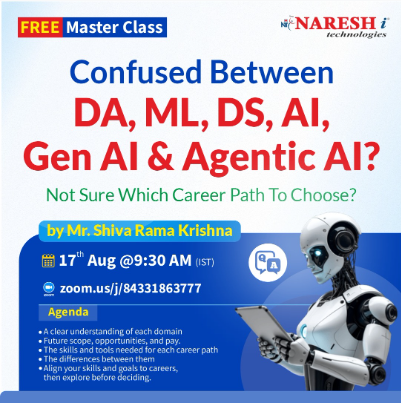 FREE Master Class
NARESH i
technologies
Confused Between
DA, ML, DS, AI,
Gen AI & Agentic AI?
Not Sure Which Career Path To Choose?
by Mr. Shiva Rama Krishna
17th Aug @9:30 AM (IST)
zoom.us/j/84331863777
Q A
Agenda
• A clear understanding of each domain
• Future scope, opportunities, and pay.
• The skills and tools needed for each career path
• The differences between them
• Align your skills and goals to careers,
then explore before deciding.